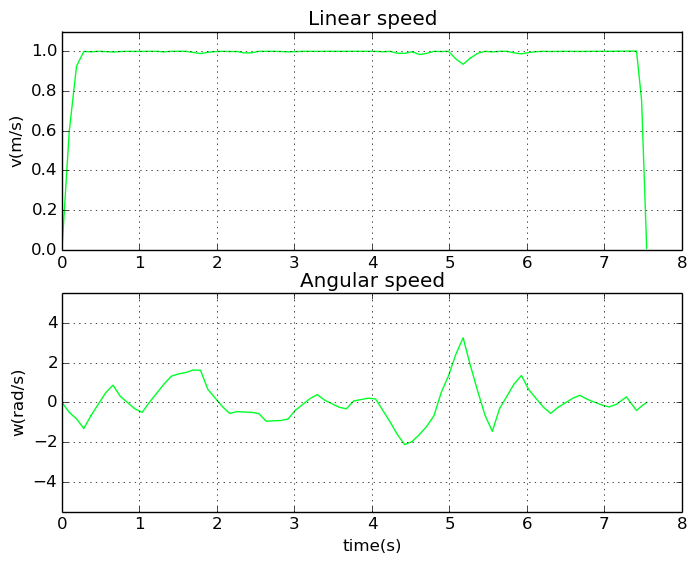 Linear speed
1.0
0.8
0.6
0.4
0.2
0.0
v(m/s)
0 1 2 3 4 5 6 7 8
Angular speed
4
2
0
−2
−4
w(rad/s)
0 1 2 3 4 5 6 7 8
time(s)